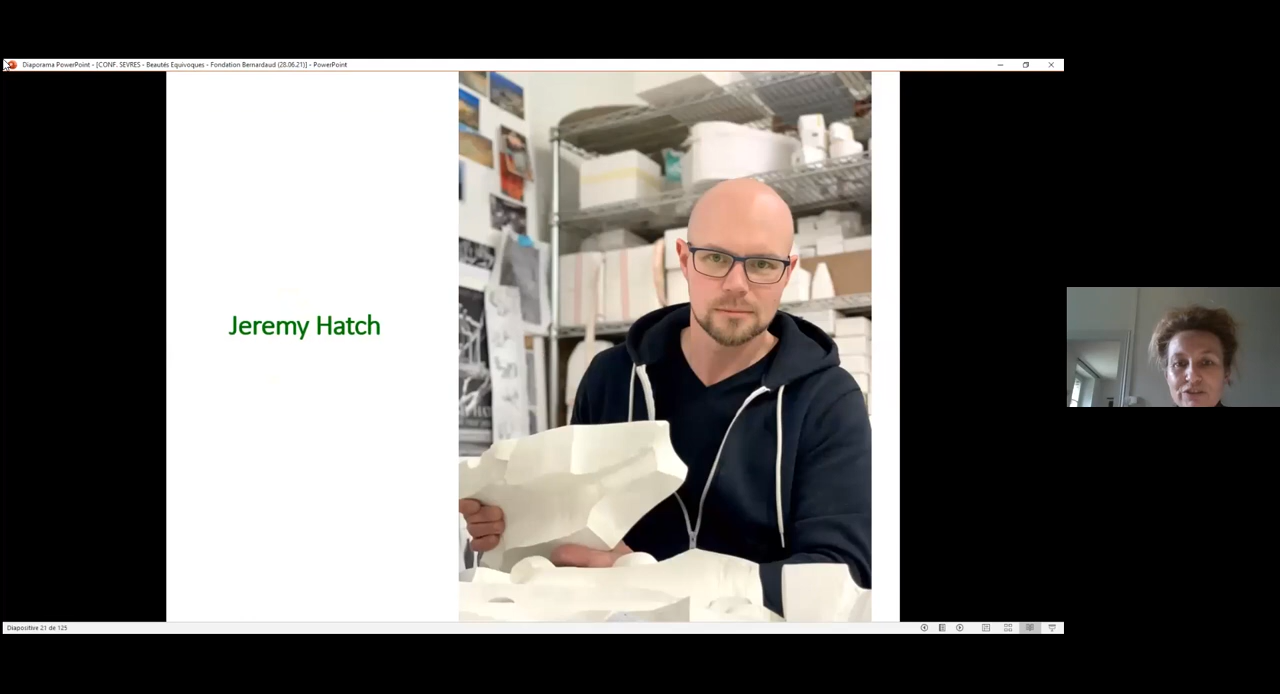 Diaporama PowerPoint - [CONF. SEVRES - Beautés Equivoques - Fondation Bernardaud (28.06.21)] - PowerPoint
Jeremy Hatch
Diapositive 21 de 125